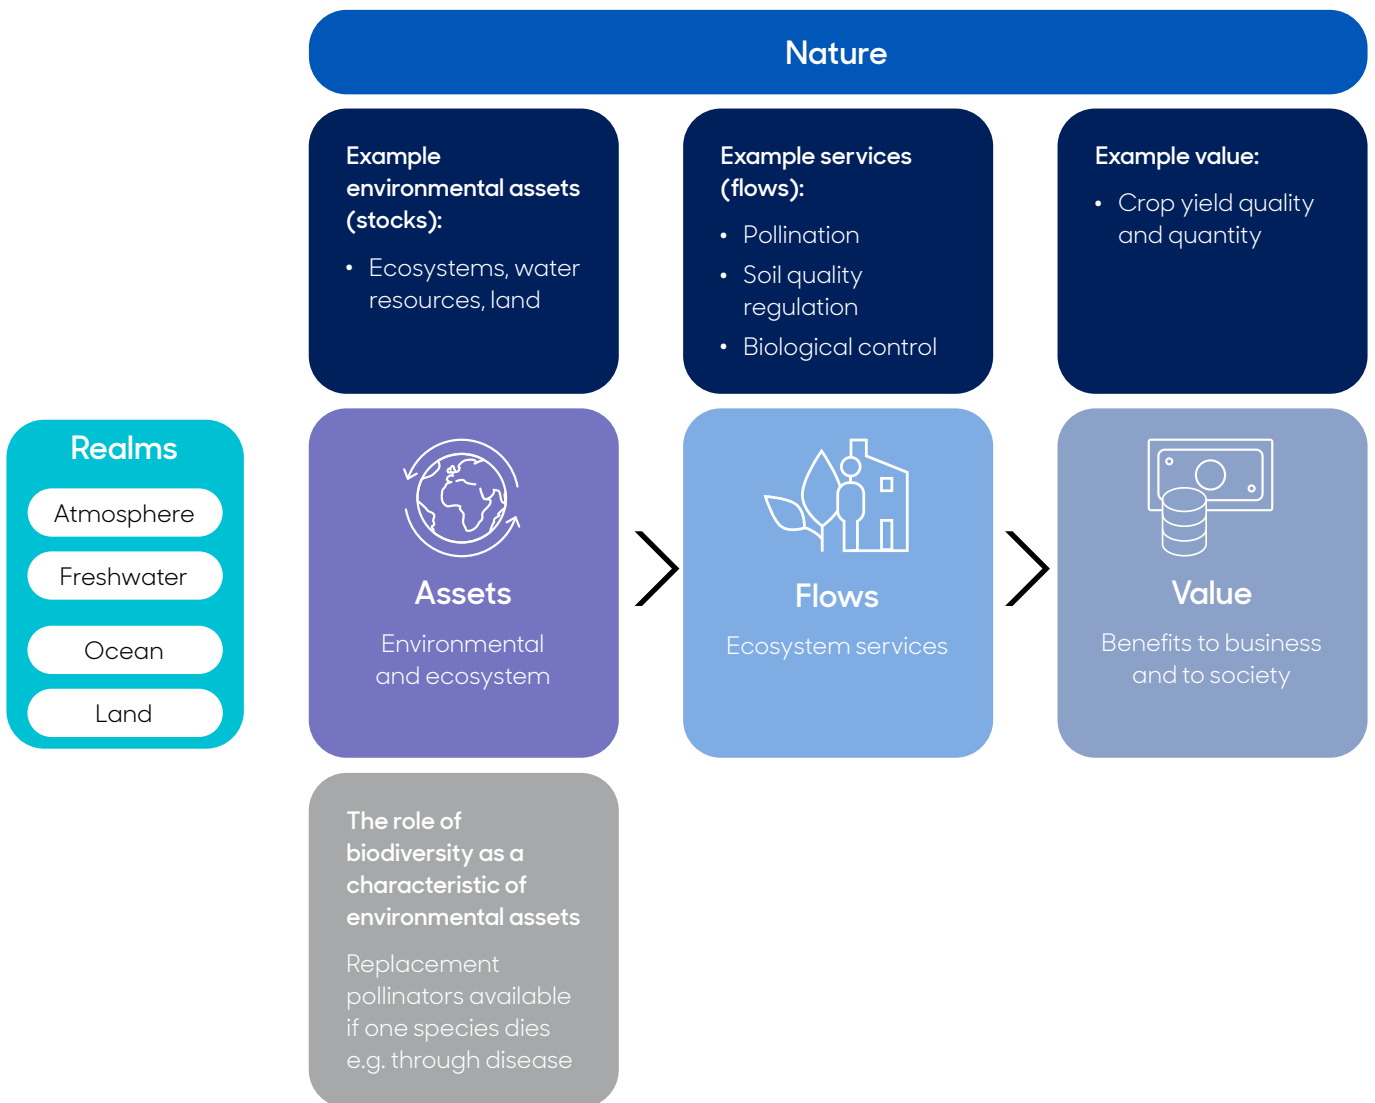 Nature
Example
environmental assets
(stocks):
• Ecosystems, water
resources, land
Example services
(flows):
• Pollination
• Soil quality
regulation
• Biological control
Example value:
• Crop yield quality
and quantity
Realms
Atmosphere
Freshwater
Ocean
Land
Assets
Environmental
and ecosystem
Flows
Ecosystem services
Value
Benefits to business
and to society
The role of
biodiversity as a
characteristic of
environmental assets
Replacement
pollinators available
if one species dies
e.g. through disease